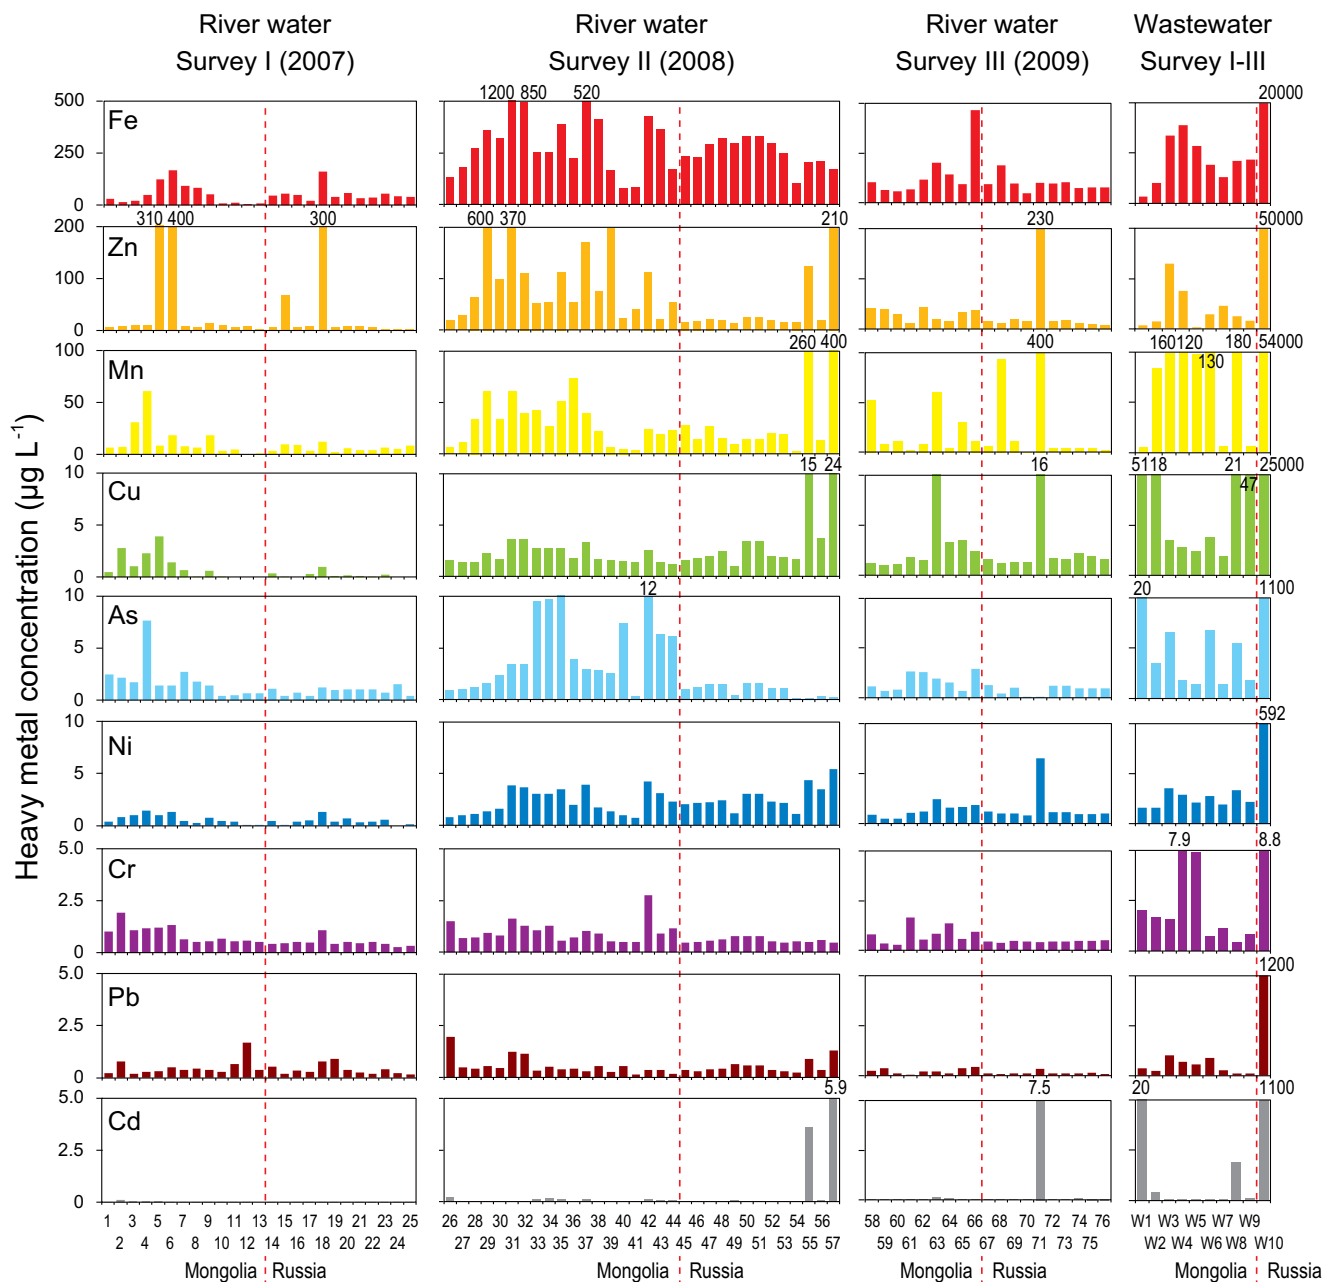 River water
Survey I (2007)
River water
Survey II (2008)
River water
Survey III (2009)
Wastewater
Survey I-III
Heavy metal concentration (µg L⁻¹)
1200 850 520 20000
500
250
0
Fe
310 400 300 600 370 210 230 50000
200
100
0
Zn
260 400 400 160 120 130 180 54000
100
50
0
Mn
15 24 16 51 18 21 47 25000
10
5
0
Cu
12 20 1100
10
5
0
As
592
10
5
0
Ni
7.9 8.8
5.0
2.5
0
Cr
1200
5.0
2.5
0
Pb
5.9 7.5 20 1100
5.0
2.5
0
Cd
1 3 5 7 9 11 13 15 17 19 21 23 25 26 28 30 32 34 36 38 40 42 44 46 48 50 52 54 56 58 60 62 64 66 68 70 72 74 76 W1 W3 W5 W7 W9
2 4 6 8 10 12 14 16 18 20 22 24 27 29 31 33 35 37 39 41 43 45 47 49 51 53 55 57 59 61 63 65 67 69 71 73 75 W2 W4 W6 W8 W10
Mongolia Russia Mongolia Russia Mongolia Russia Mongolia Russia